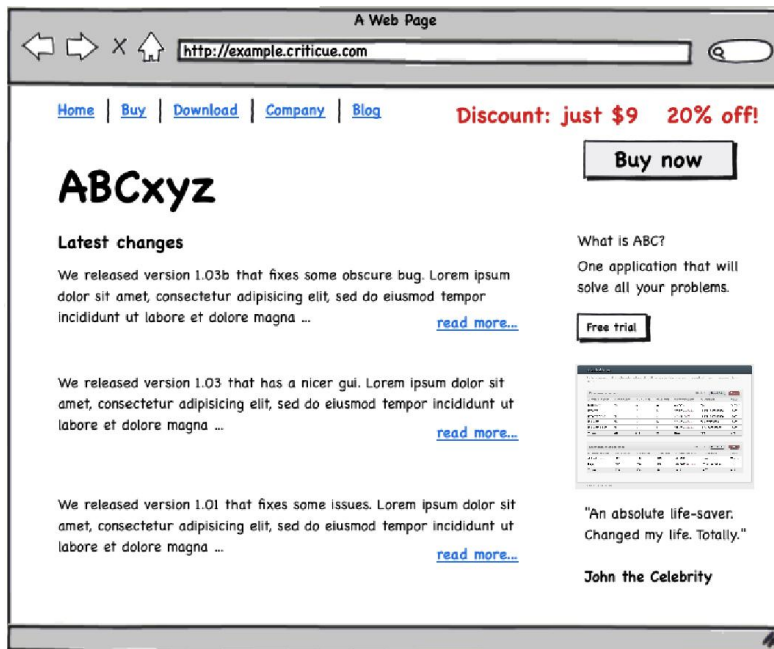 A Web Page
http://example.criticue.com
Home Buy Download Company Blog
Discount: just $9 20% off!
Buy now
ABCxyz
Latest changes
We released version 1.03b that fixes some obscure bug. Lorem ipsum
dolor sit amet, consectetur adipisicing elit, sed do eiusmod tempor
incididunt ut labore et dolore magna ...
read more...
We released version 1.03 that has a nicer gui. Lorem ipsum dolor sit
amet, consectetur adipisicing elit, sed do eiusmod tempor incididunt ut
labore et dolore magna ...
read more...
We released version 1.01 that fixes some issues. Lorem ipsum dolor sit
amet, consectetur adipisicing elit, sed do eiusmod tempor incididunt ut
labore et dolore magna ...
read more...
What is ABC?
One application that will
solve all your problems.
Free trial
"An absolute life-saver.
Changed my life. Totally."
John the Celebrity